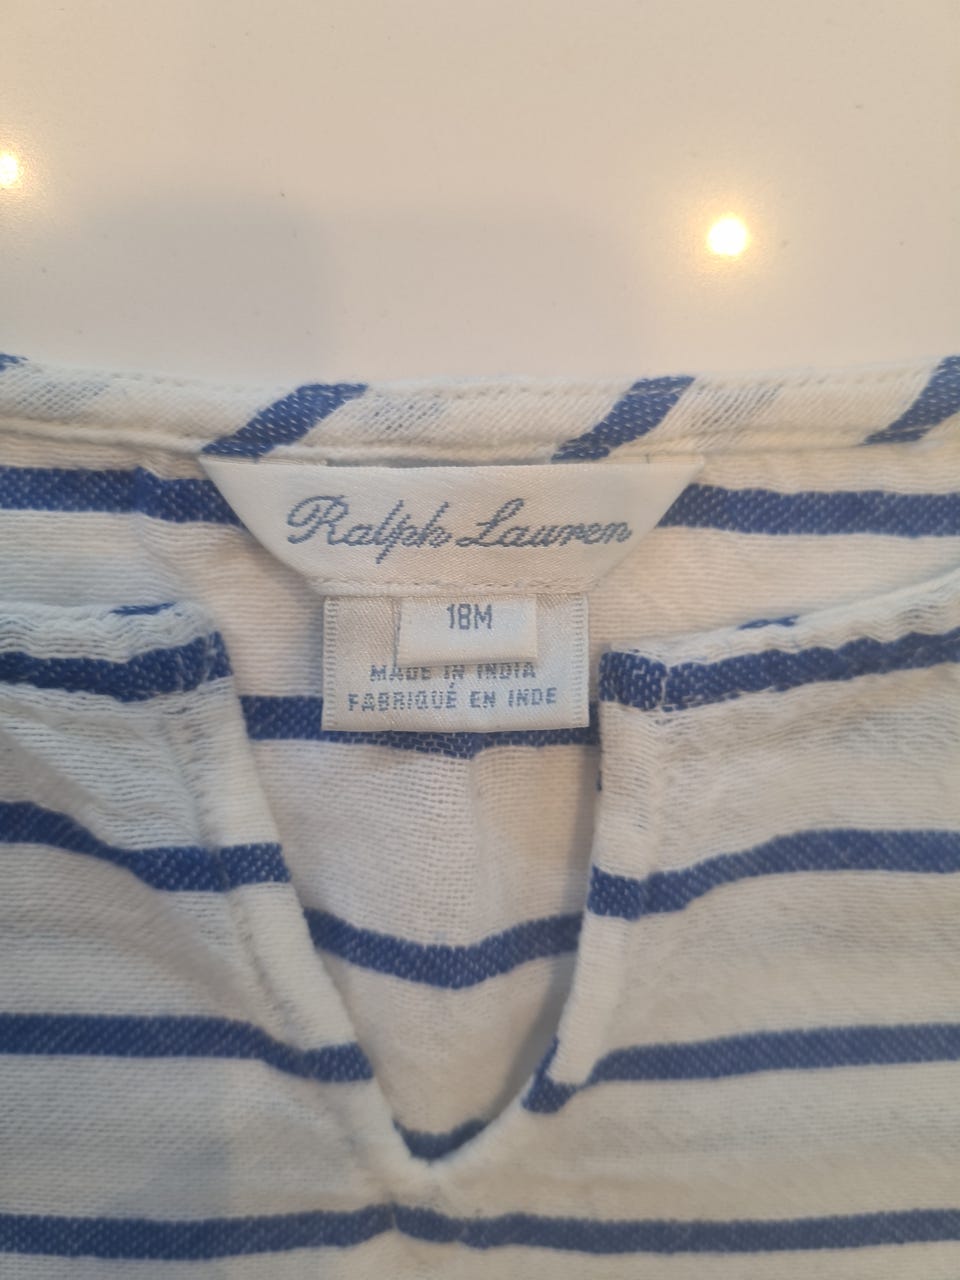 Ralph Lauren
18M
MADE IN INDIA
FABRIQUÉ EN INDE